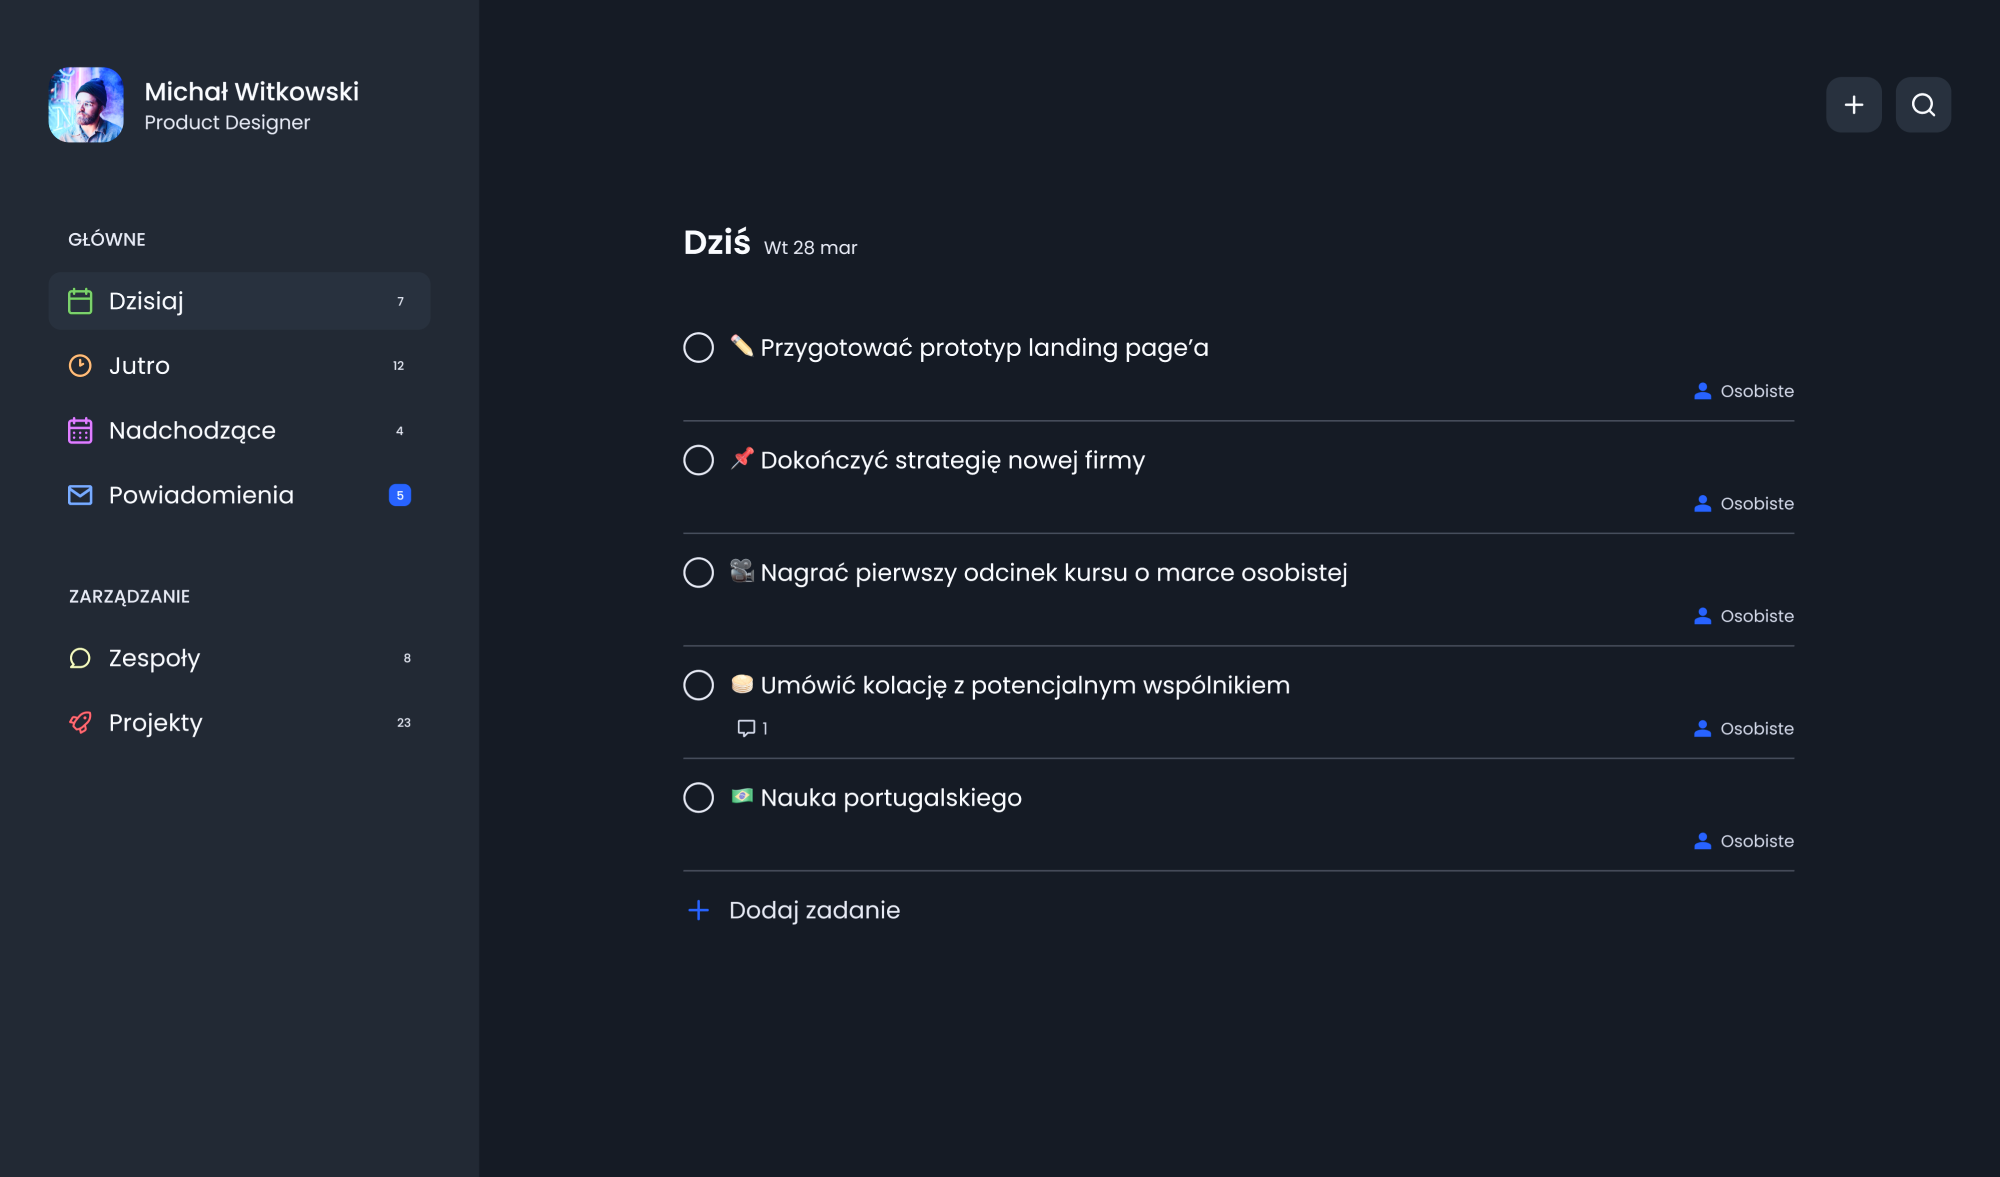 Michał Witkowski
Product Designer
GŁÓWNE
Dzisiaj 7
Jutro 12
Nadchodzące 4
Powiadomienia 5
ZARZĄDZANIE
Zespoły 8
Projekty 23
Dziś Wt 28 mar
Przygotować prototyp landing page’a
Osobiste
Dokończyć strategię nowej firmy
Osobiste
Nagrać pierwszy odcinek kursu o marce osobistej
Osobiste
Umówić kolację z potencjalnym wspólnikiem
1 Osobiste
Nauka portugalskiego
Osobiste
Dodaj zadanie